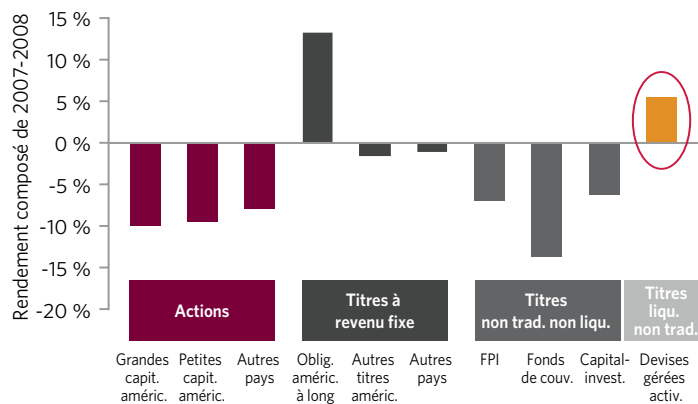 Rendement composé de 2007-2008
15 %
10 %
5 %
0 %
-5 %
-10 %
-15 %
-20 %
Actions
Titres à
revenu fixe
Titres
non trad. non liqu.
Titres
liqu.
non trad.
Grandes
capit.
améric.
Petites
capit.
améric.
Autres
pays
Oblig.
améric.
à long
Autres
titres
améric.
Autres
pays
FPI
Fonds
de couv.
Capital-
invest.
Devises
gérées
activ.